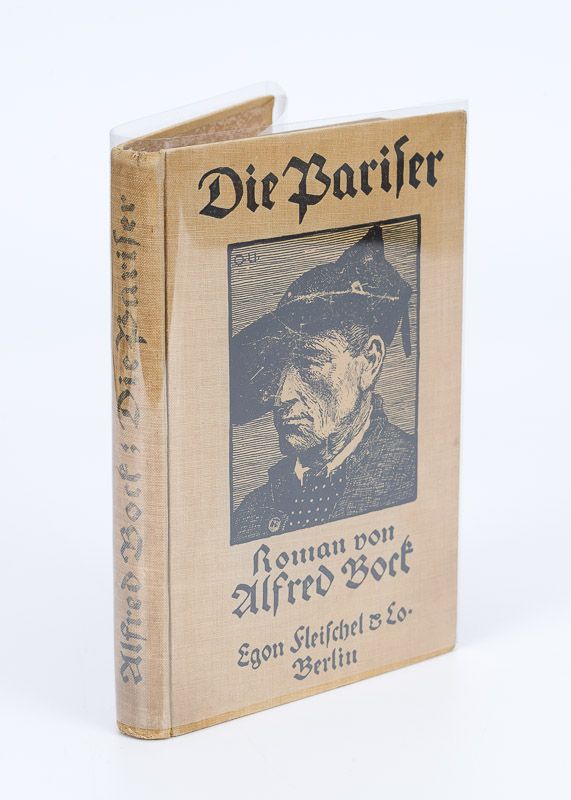 Die Pariser
O.U.
Roman von
Alfred Bock
Egon Fleischel & Co.
Berlin
Alfred Bock: Die Pariser